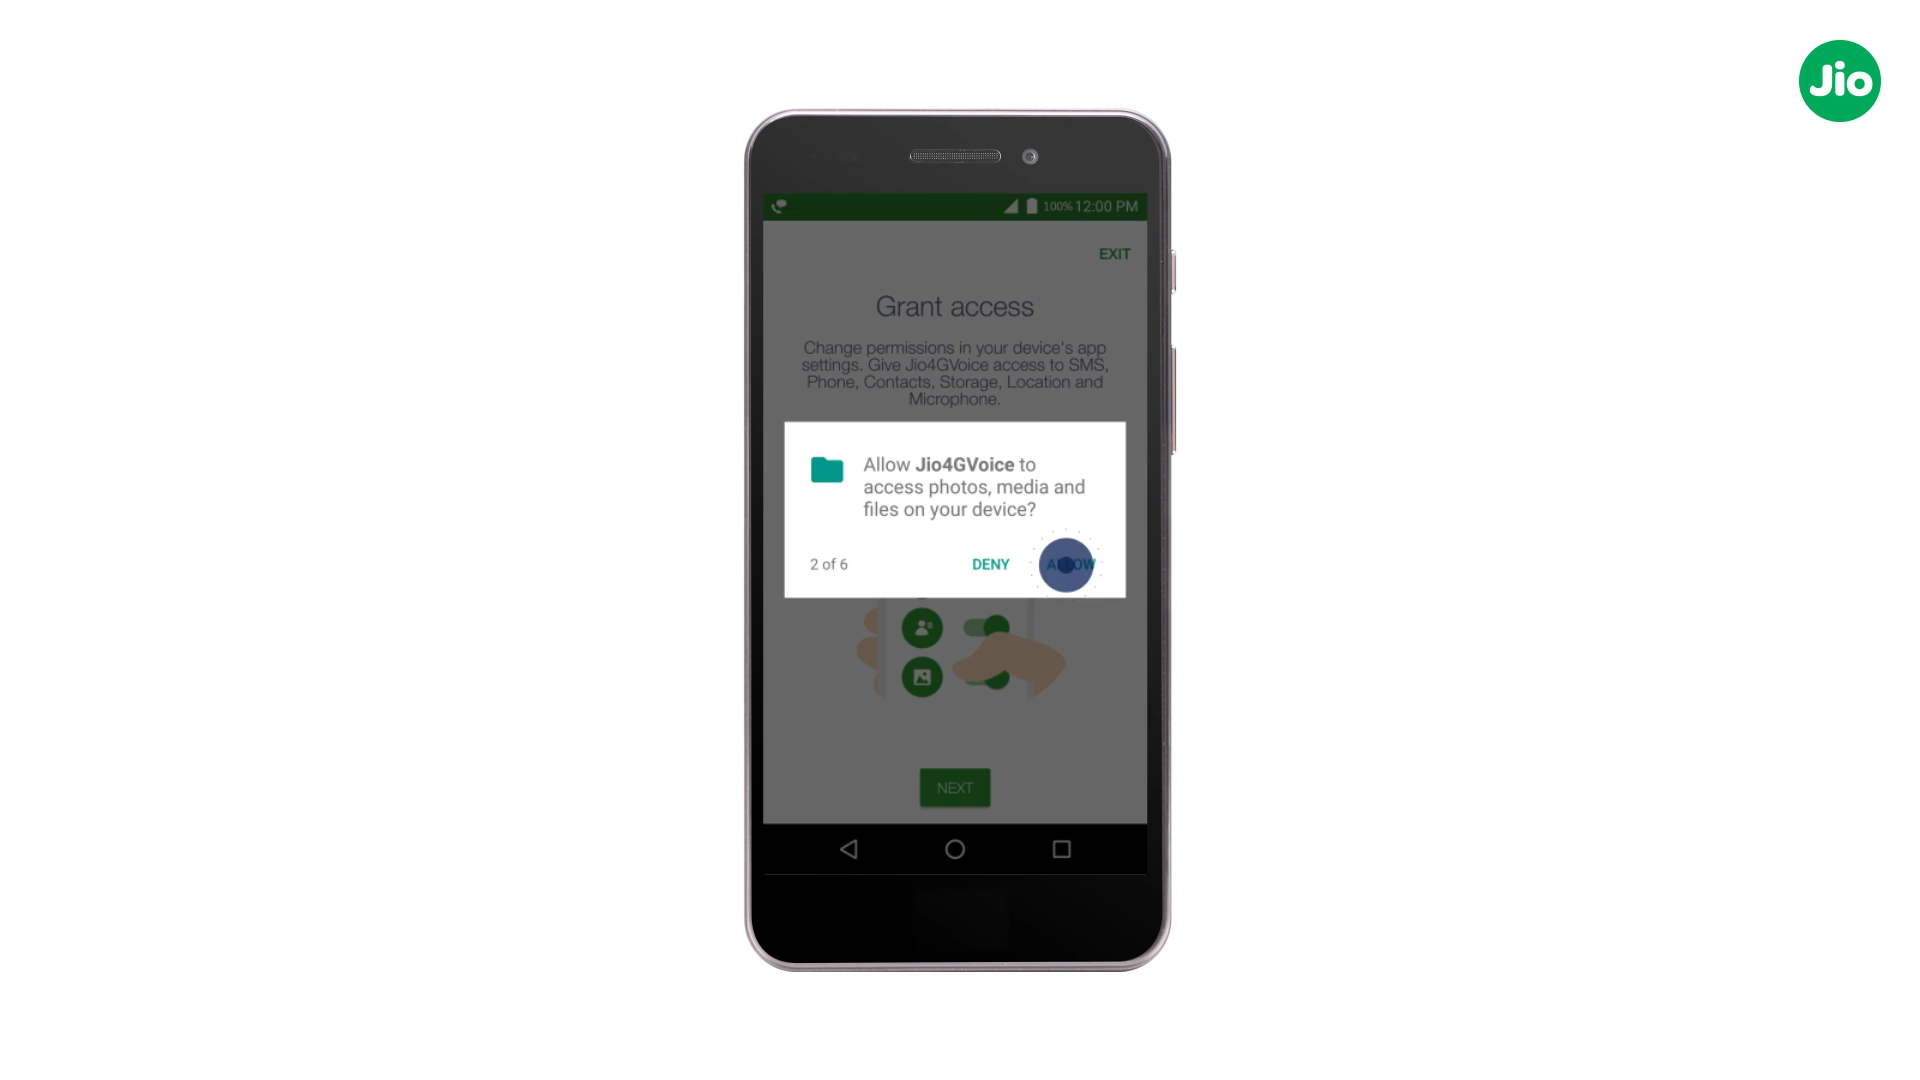 Jio
100% 12:00 PM
EXIT
Grant access
Change permissions in your device's app
settings. Give Jio4GVoice access to SMS,
Phone, Contacts, Storage, Location and
Microphone.
Allow Jio4GVoice to
access photos, media and
files on your device?
2 of 6 DENY ALLOW
NEXT